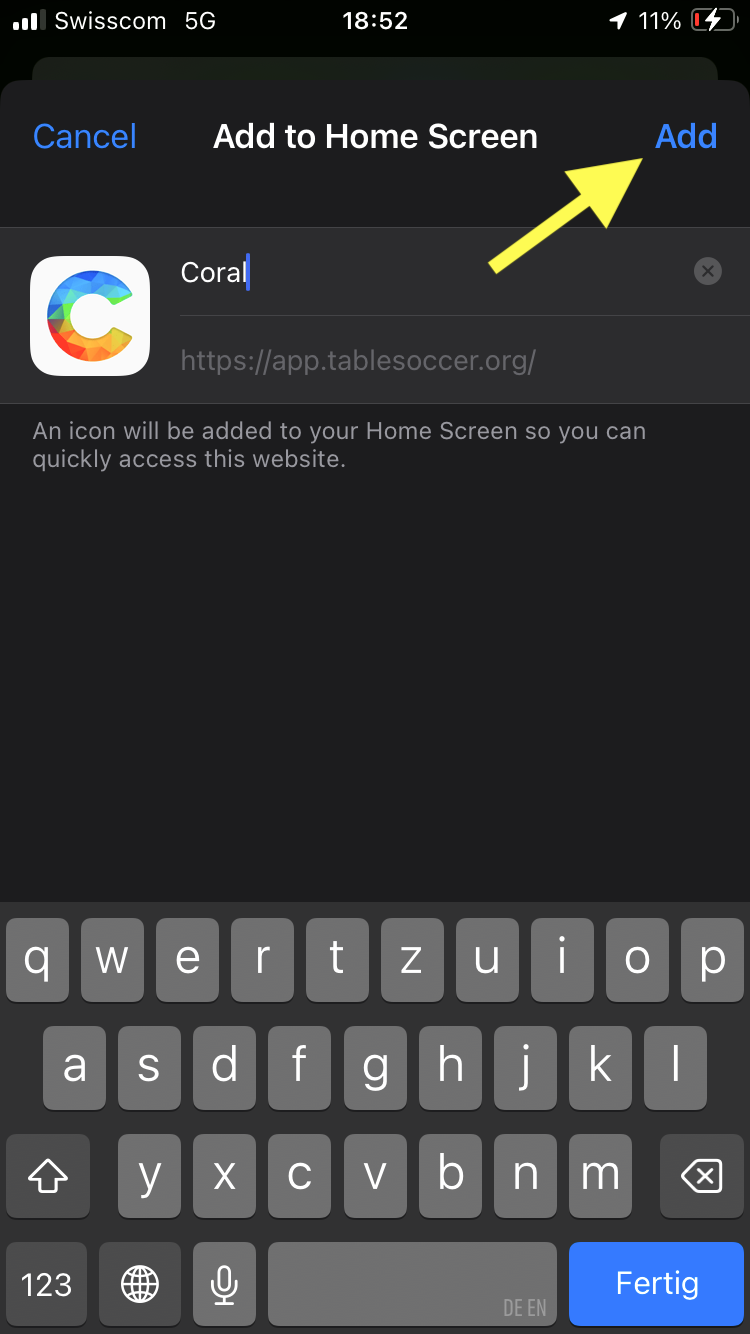 Swisscom 5G 18:52 11%
Cancel Add to Home Screen Add
Coral
https://app.tablesoccer.org/
An icon will be added to your Home Screen so you can
quickly access this website.
q w e r t z u i o p
a s d f g h j k l
y x c v b n m
123 DE EN Fertig